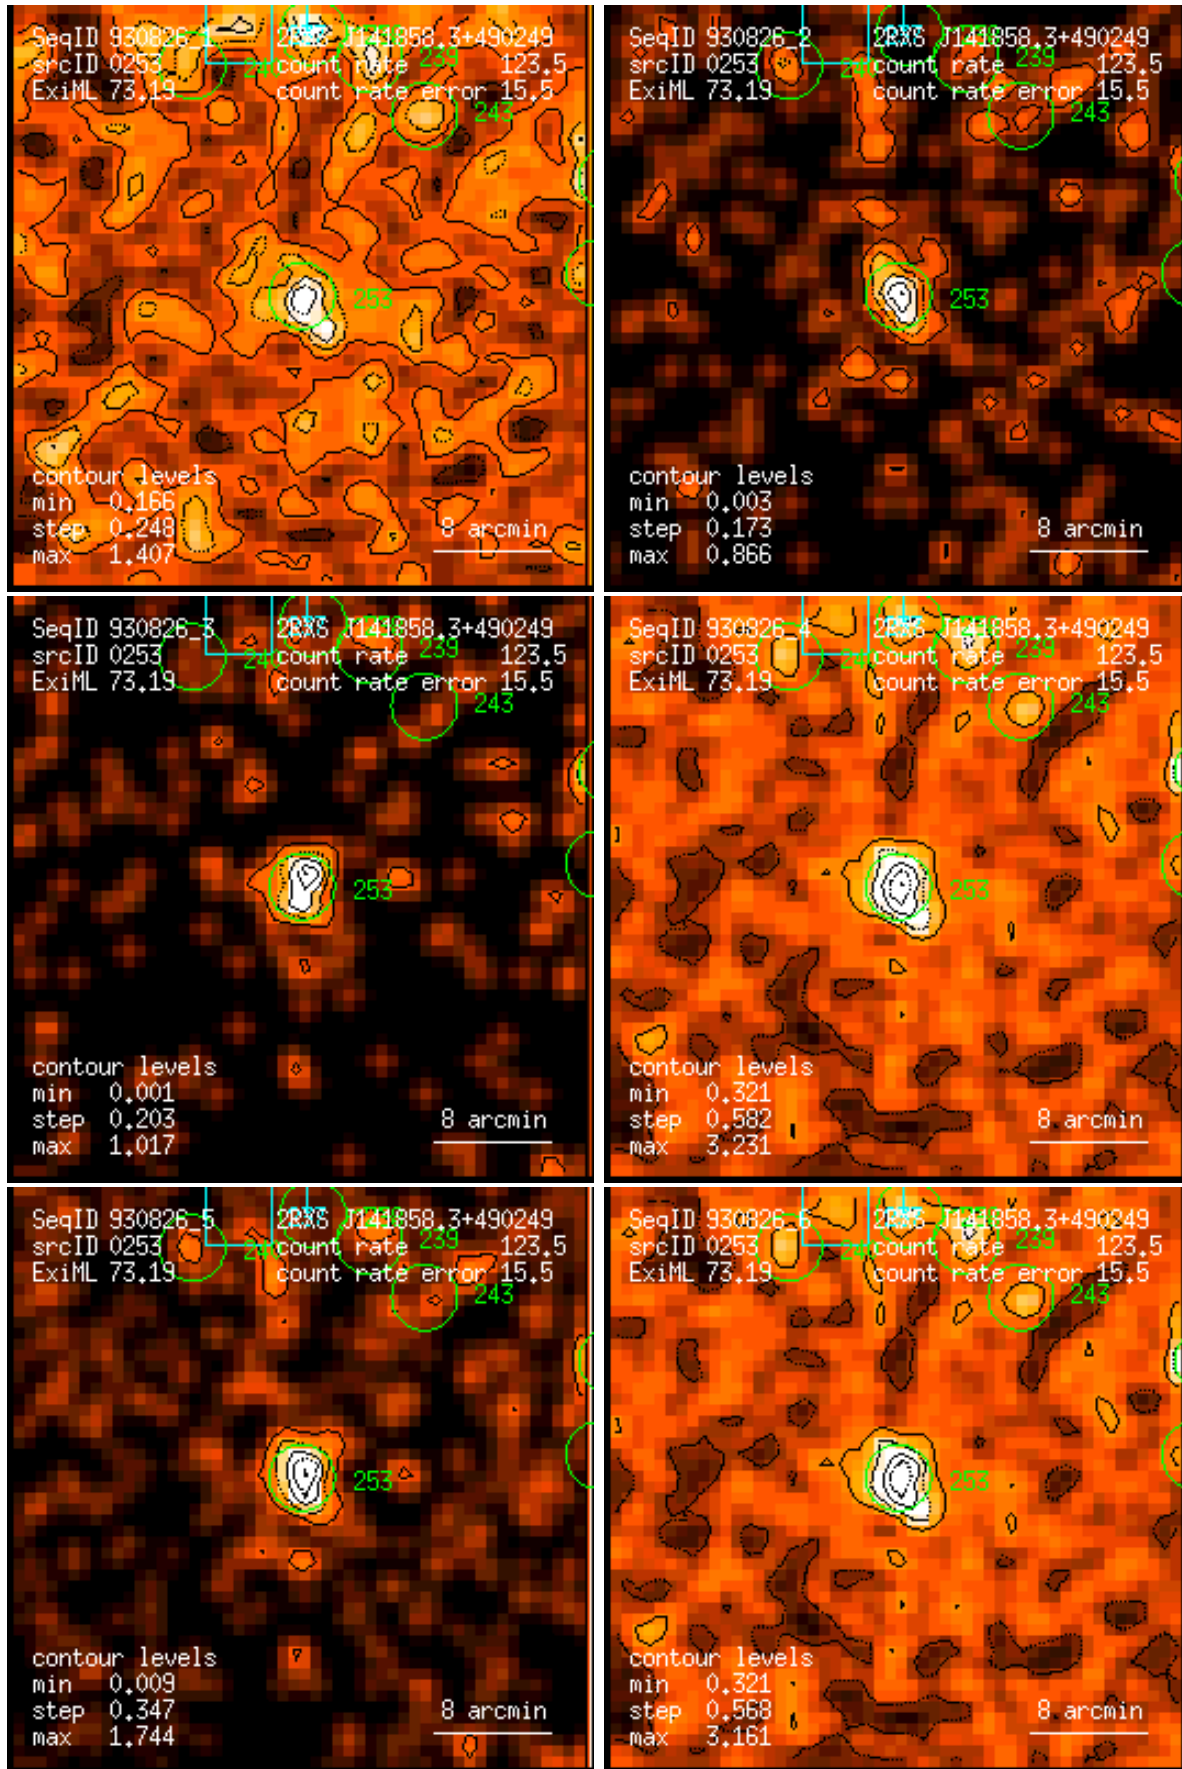 SeqID 930826_1 2RXS J141858.3+490249
srcID 0253 count rate 239 123.5
ExiML 73.19 count rate error 15.5
243
253
contour levels
min 0.166
step 0.248
max 1.407
8 arcmin
SeqID 930826_2 2RXS J141858.3+490249
srcID 0253 count rate 239 123.5
ExiML 73.19 count rate error 15.5
243
253
contour levels
min 0.003
step 0.173
max 0.866
8 arcmin
SeqID 930826_3 2RXS J141858.3+490249
srcID 0253 count rate 239 123.5
ExiML 73.19 count rate error 15.5
243
253
contour levels
min 0.001
step 0.203
max 1.017
8 arcmin
SeqID 930826_4 2RXS J141858.3+490249
srcID 0253 count rate 239 123.5
ExiML 73.19 count rate error 15.5
243
253
contour levels
min 0.321
step 0.582
max 3.231
8 arcmin
SeqID 930826_5 2RXS J141858.3+490249
srcID 0253 count rate 239 123.5
ExiML 73.19 count rate error 15.5
243
253
contour levels
min 0.009
step 0.347
max 1.744
8 arcmin
SeqID 930826_6 2RXS J141858.3+490249
srcID 0253 count rate 239 123.5
ExiML 73.19 count rate error 15.5
243
253
contour levels
min 0.321
step 0.568
max 3.161
8 arcmin